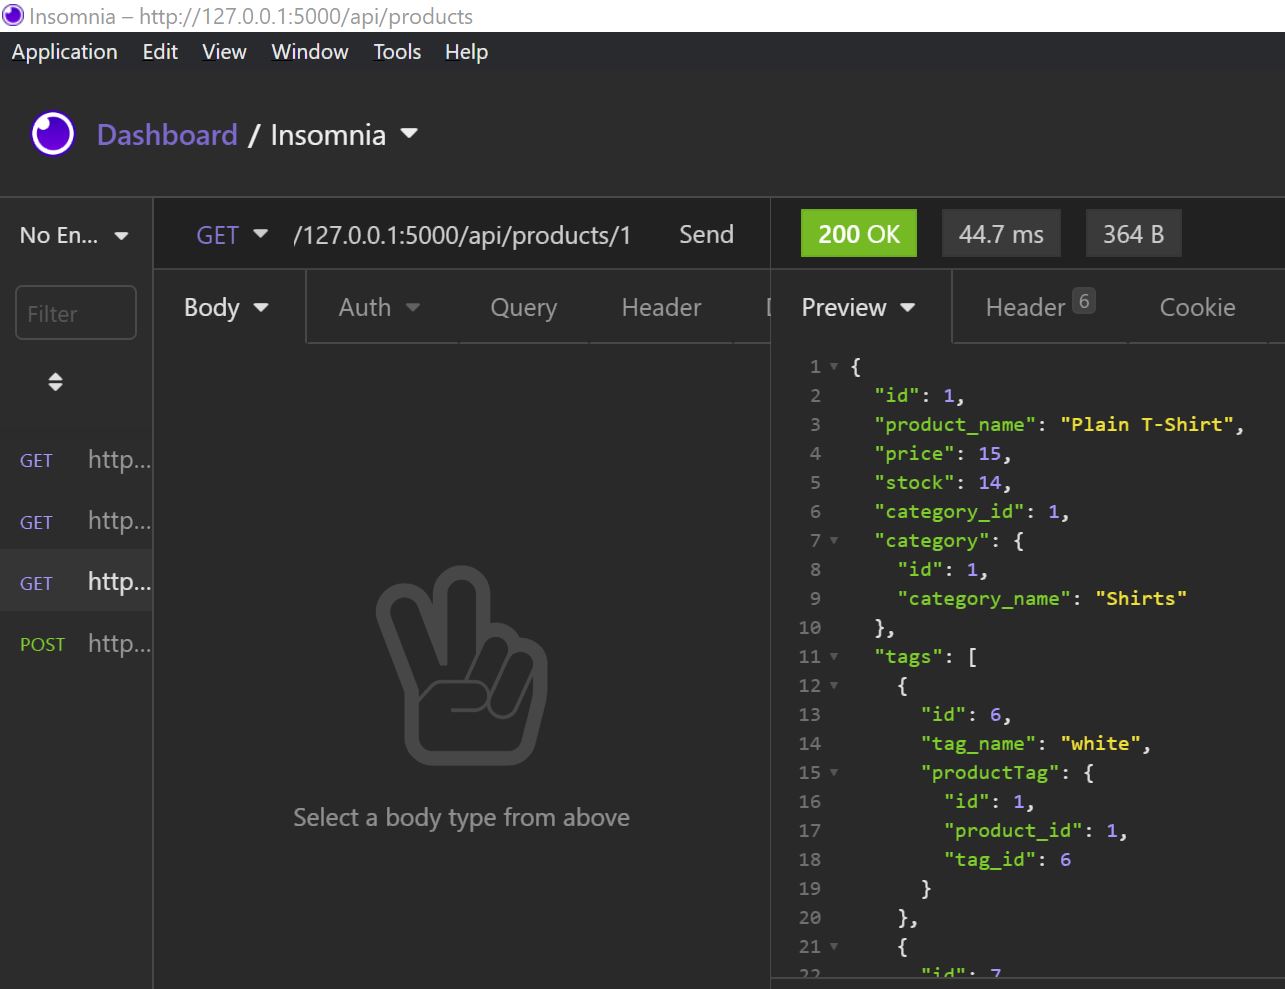 Insomnia – http://127.0.0.1:5000/api/products
Application Edit View Window Tools Help
Dashboard / Insomnia
No En...
GET /127.0.0.1:5000/api/products/1 Send
200 OK 44.7 ms 364 B
Filter
Body Auth Query Header
Preview Header 6 Cookie
GET http...
GET http...
GET http...
POST http...
Select a body type from above
1 {
2 "id": 1,
3 "product_name": "Plain T-Shirt",
4 "price": 15,
5 "stock": 14,
6 "category_id": 1,
7 "category": {
8 "id": 1,
9 "category_name": "Shirts"
10 },
11 "tags": [
12 {
13 "id": 6,
14 "tag_name": "white",
15 "productTag": {
16 "id": 1,
17 "product_id": 1,
18 "tag_id": 6
19 }
20 },
21 {
22 "id": 7